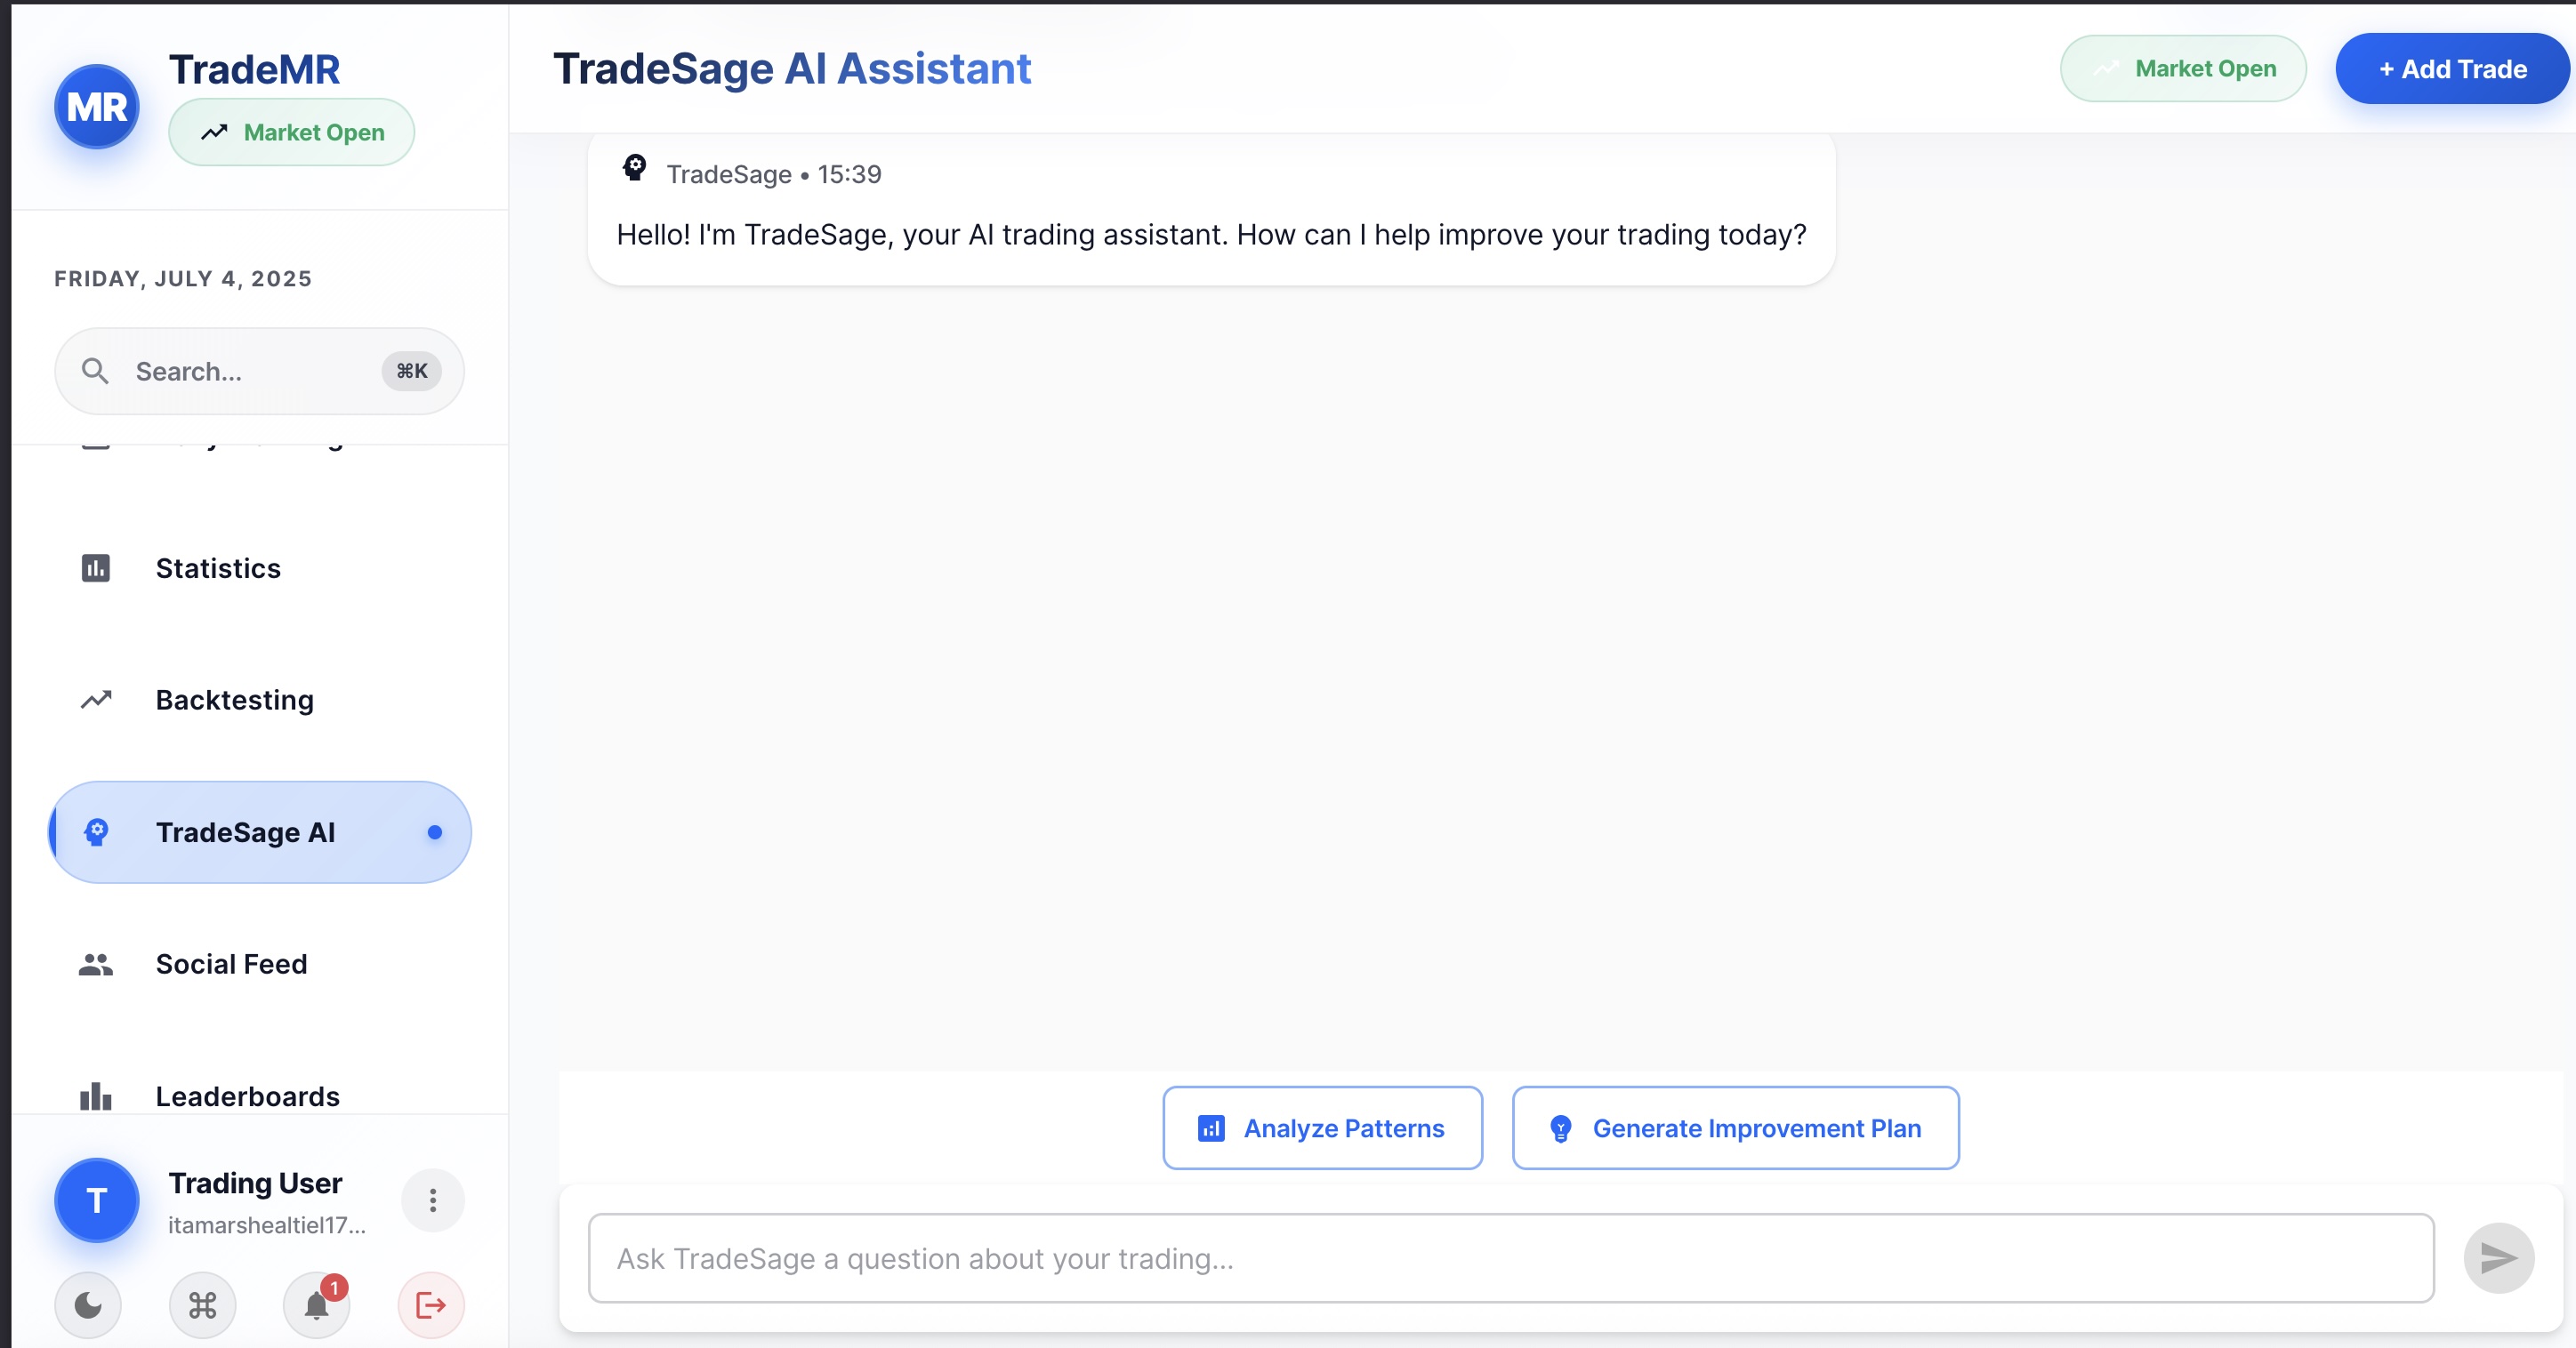 MR
TradeMR
Market Open
FRIDAY, JULY 4, 2025
Search...
⌘K
Statistics
Backtesting
TradeSage AI
Social Feed
Leaderboards
T
Trading User
itamarshealtiel17...
⌘
1
TradeSage AI Assistant
Market Open
+ Add Trade
TradeSage • 15:39
Hello! I'm TradeSage, your AI trading assistant. How can I help improve your trading today?
Analyze Patterns
Generate Improvement Plan
Ask TradeSage a question about your trading...